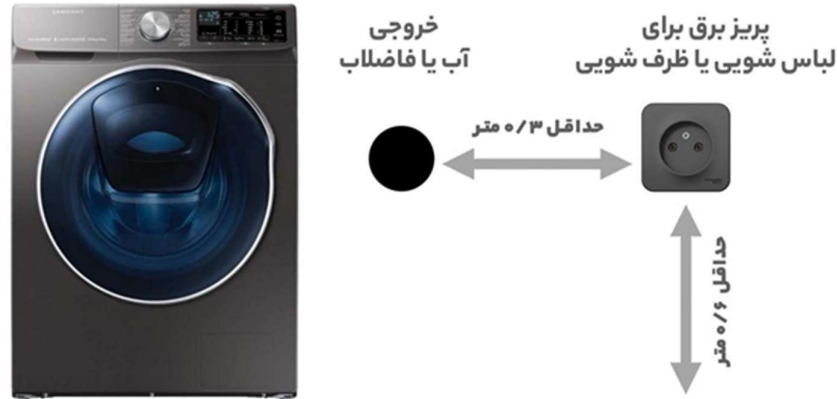 SAMSUNG
خروجی
آب یا فاضلاب
پریز برق برای
لباس شویی یا ظرف شویی
حداقل ۰/۳ متر
حداقل ۰/۶ متر